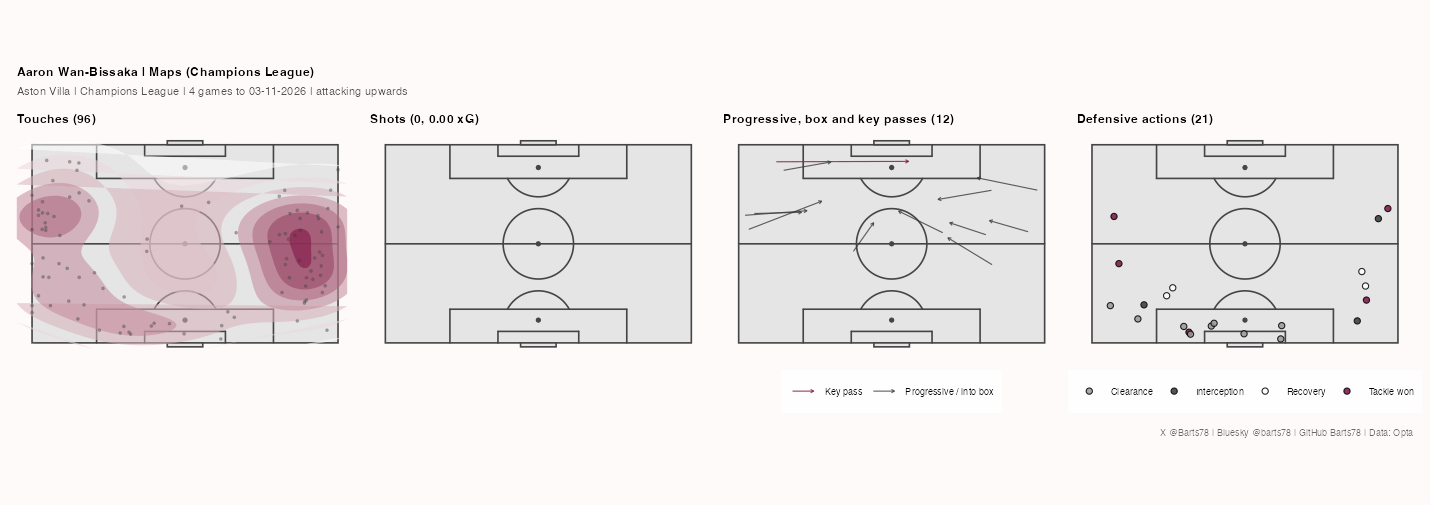 Aaron Wan-Bissaka | Maps (Champions League)
Aston Villa | Champions League | 4 games to 03-11-2026 | attacking upwards
Touches (96)
Shots (0, 0.00 xG)
Progressive, box and key passes (12)
Defensive actions (21)
Key pass
Progressive / into box
Clearance
Interception
Recovery
Tackle won
X @Barts78 | Bluesky @barts78 | GitHub Barts78 | Data: Opta